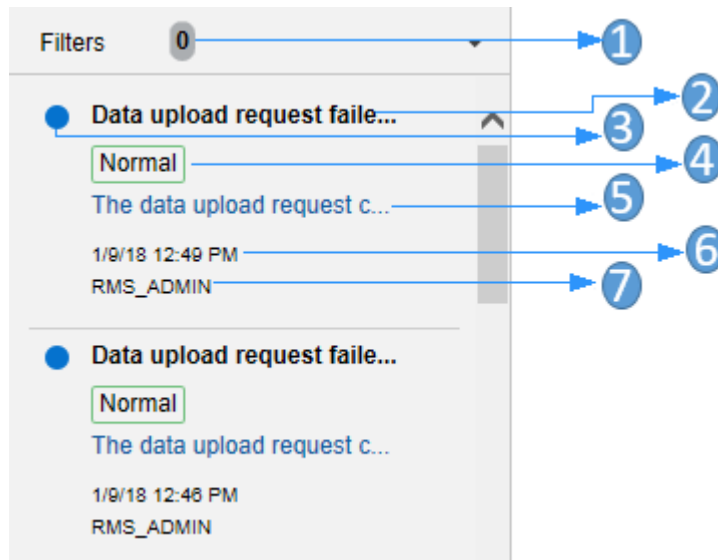 Filters 0 1
Data upload request faile... 2
3
Normal 4
The data upload request c... 5
1/9/18 12:49 PM 6
RMS_ADMIN 7
Data upload request faile...
Normal
The data upload request c...
1/9/18 12:46 PM
RMS_ADMIN